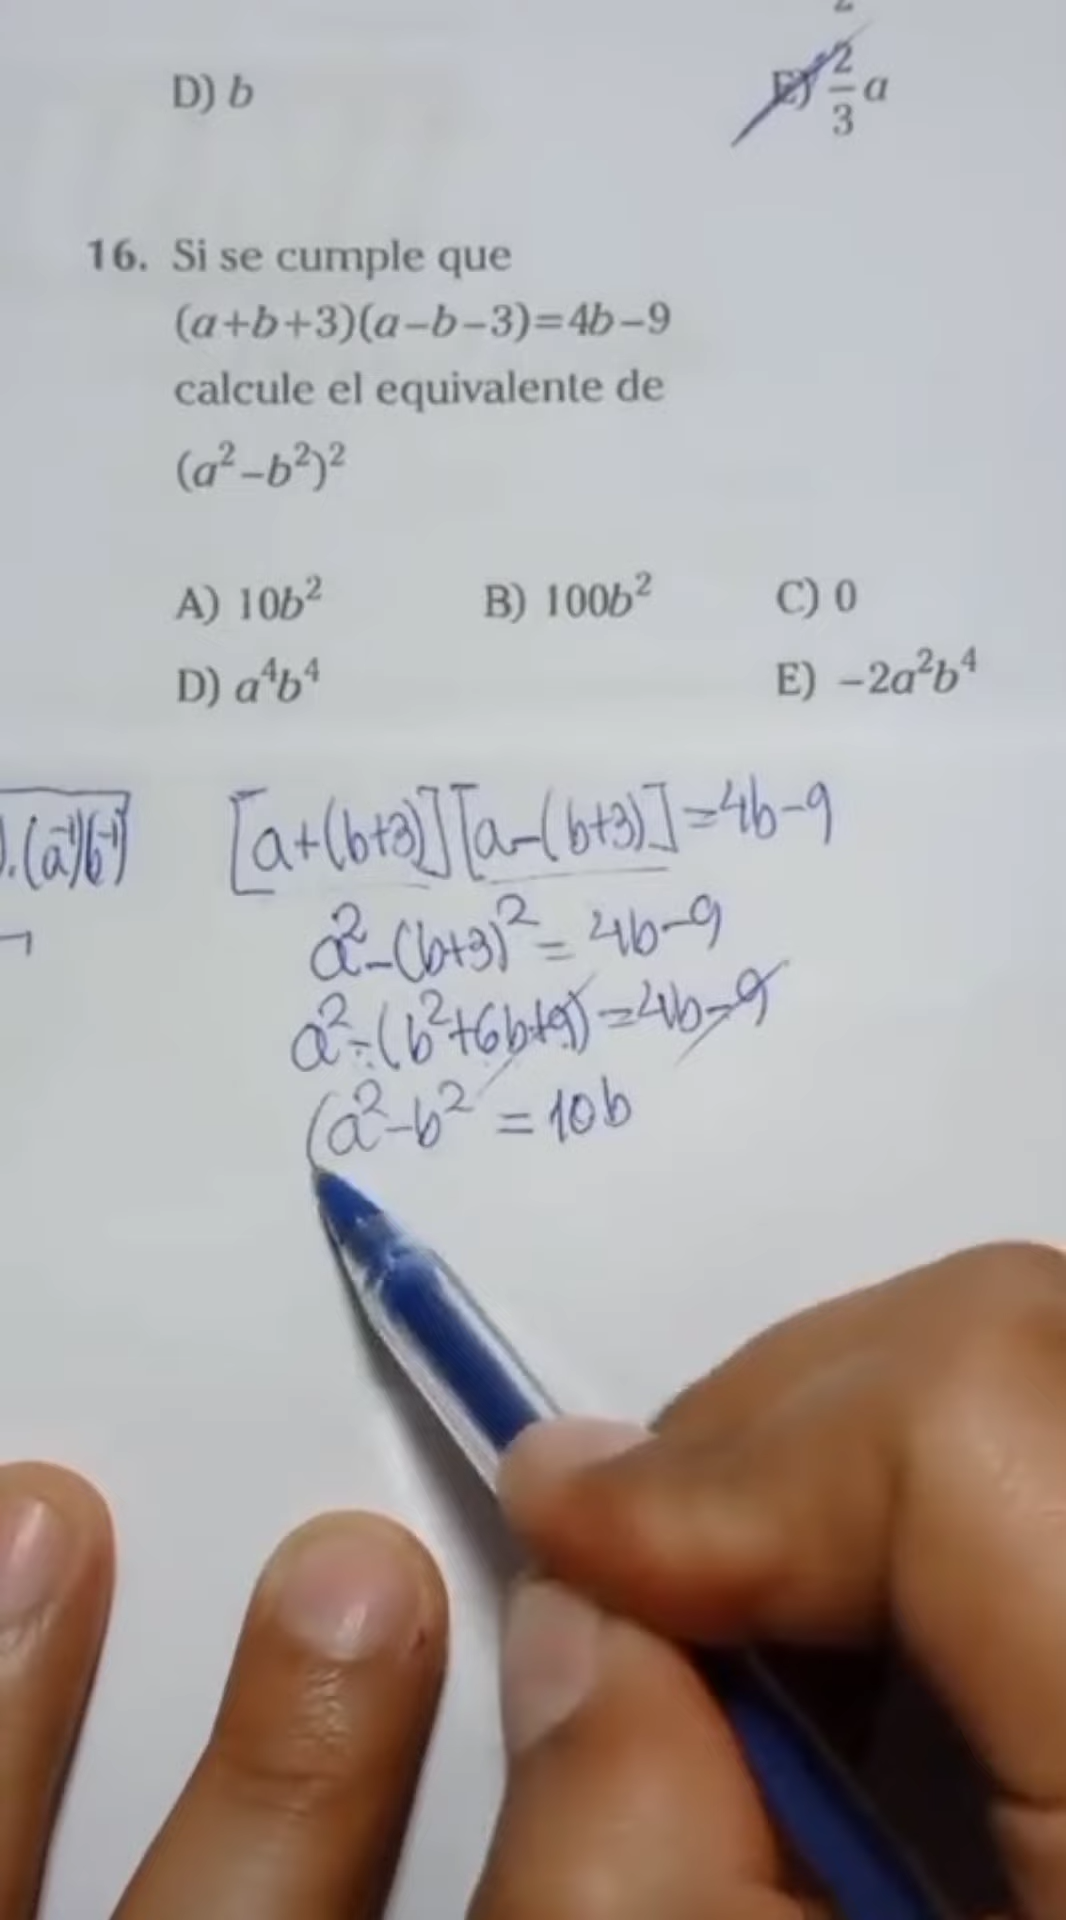 D) b
E) 2/3 a
16. Si se cumple que
(a+b+3)(a−b−3)=4b−9
calcule el equivalente de
(a²−b²)²
A) 10b² B) 100b² C) 0
D) a⁴b⁴ E) −2a²b⁴
.(a⁻¹)(b⁻¹) [a+(b+3)][a−(b+3)]=4b−9
a²−(b+3)²=4b−9
a²−(b²+6b+9)=4b−9
(a²−b²=10b